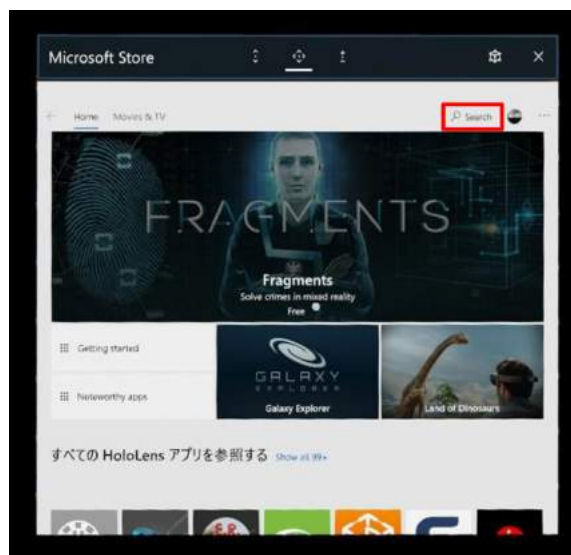 Microsoft Store
Home Movies & TV
Search
FRAGMENTS
Fragments
Solve crimes in mixed reality
Free
Getting started
Noteworthy apps
GALAXY
EXPLORER
Galaxy Explorer
Land of Dinosaurs
すべての HoloLens アプリを参照する Show all 99+